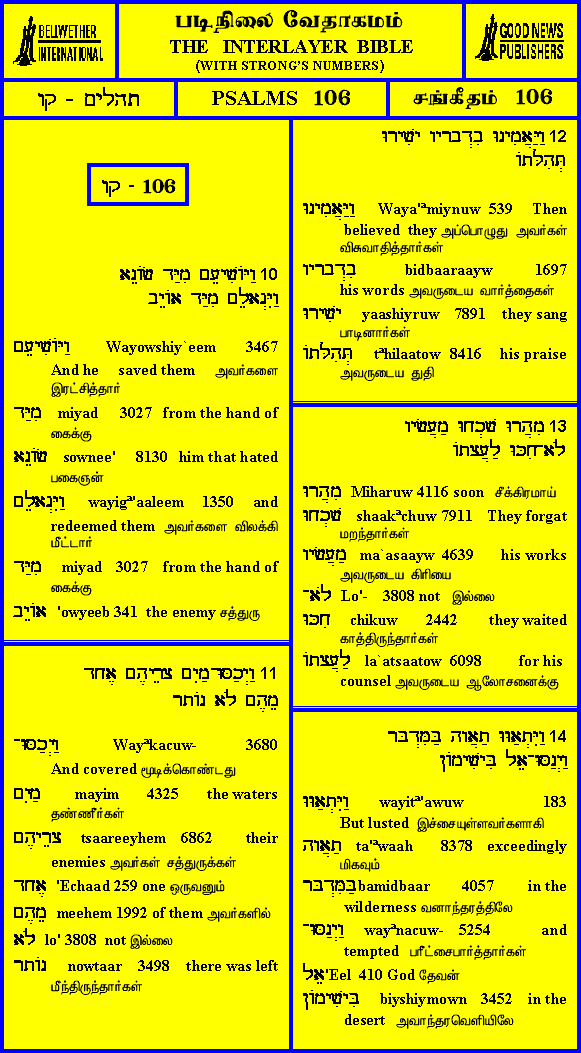 BELLWETHER
INTERNATIONAL
படிநிலை வேதாகமம்
THE INTERLAYER BIBLE
(WITH STRONG'S NUMBERS)
GOOD NEWS
PUBLISHERS
תהלים - קו
PSALMS 106
சங்கீதம் 106
קו - 106
10 וַיּוֹשִׁיעֵם מִיַּד שׂוֹנֵא
וַיִּגְאָלֵם מִיַּד אוֹיֵב
וַיּוֹשִׁיעֵם Wayowshiy`eem 3467
And he saved them அவர்களை
இரட்சித்தார்
מִיַּד miyad 3027 from the hand of
கைக்கு
שׂוֹנֵא sownee' 8130 him that hated
பகைஞன்
וַיִּגְאָלֵם wayigª'aaleem 1350 and
redeemed them அவர்களை விலக்கி
மீட்டார்
מִיַּד miyad 3027 from the hand of
கைக்கு
אוֹיֵב 'owyeeb 341 the enemy சத்துரு
11 וַיְכַסּוּ־מַיִם צָרֵיהֶם אֶחָד
מֵהֶם לֹא נוֹתָר
וַיְכַסּוּ־ Wayªkacuw- 3680
And covered மூடிக்கொண்டது
מַיִם mayim 4325 the waters
தண்ணீர்கள்
צָרֵיהֶם tsaareeyhem 6862 their
enemies அவர்கள் சத்துருக்கள்
אֶחָד 'Echaad 259 one ஒருவனும்
מֵהֶם meehem 1992 of them அவர்களில்
לֹא lo' 3808 not இல்லை
נוֹתָר nowtaar 3498 there was left
மீந்திருந்தார்கள்
12 וַיַּאֲמִינוּ בִדְבָרָיו יָשִׁירוּ
תְּהִלָּתוֹ
וַיַּאֲמִינוּ Waya'ªmiynuw 539 Then
believed they அப்பொழுது அவர்கள்
விசுவாதித்தார்கள்
בִדְבָרָיו bidbaaraayw 1697
his words அவருடைய வார்த்தைகள்
יָשִׁירוּ yaashiyruw 7891 they sang
பாடினார்கள்
תְּהִלָּתוֹ tªhilaatow 8416 his praise
அவருடைய துதி
13 מִהֲרוּ שָׁכְחוּ מַעֲשָׂיו
לֹא־חִכּוּ לַעֲצָתוֹ
מִהֲרוּ Miharuw 4116 soon சீக்கிரமாய்
שָׁכְחוּ shaakªchuw 7911 They forgat
மறந்தார்கள்
מַעֲשָׂיו ma`asaayw 4639 his works
அவருடைய கிரியை
לֹא־ Lo'- 3808 not இல்லை
חִכּוּ chikuw 2442 they waited
காத்திருந்தார்கள்
לַעֲצָתוֹ la`atsaatow 6098 for his
counsel அவருடைய ஆலோசனைக்கு
14 וַיִּתְאַוּוּ תַאֲוָה בַּמִּדְבָּר
וַיְנַסּוּ־אֵל בִּישִׁימוֹן
וַיִּתְאַוּוּ wayitª'awuw 183
But lusted இச்சையுள்ளவர்களாகி
תַאֲוָה ta'ªwaah 8378 exceedingly
மிகவும்
בַּמִּדְבָּר bamidbaar 4057 in the
wilderness வனாந்தரத்திலே
וַיְנַסּוּ־ wayªnacuw- 5254 and
tempted பரீட்சைபார்த்தார்கள்
אֵל 'Eel 410 God தேவன்
בִּישִׁימוֹן biyshiymown 3452 in the
desert அவாந்தரவெளியிலே